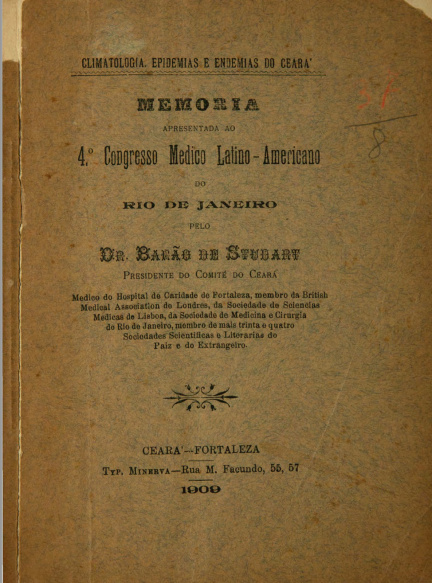 CLIMATOLOGIA, EPIDEMIAS E ENDEMIAS DO CEARA'
MEMORIA
APRESENTADA AO
4.º Congresso Medico Latino-Americano
DO
RIO DE JANEIRO
PELO
DR. BARÃO DE STUDART
PRESIDENTE DO COMITÉ DO CEARÁ
Medico do Hospital de Caridade de Fortaleza, membro da British
Medical Association de Londres, da Sociedade de Sciencias
Medicas de Lisboa, da Sociedade de Medicina e Cirurgia
do Rio de Janeiro, membro de mais trinta e quatro
Sociedades Scientificas e Literarias do
Paiz e do Extrangeiro.
CEARA'—FORTALEZA
TYP. MINERVA—Rua M. Facundo, 55, 57
1909
8